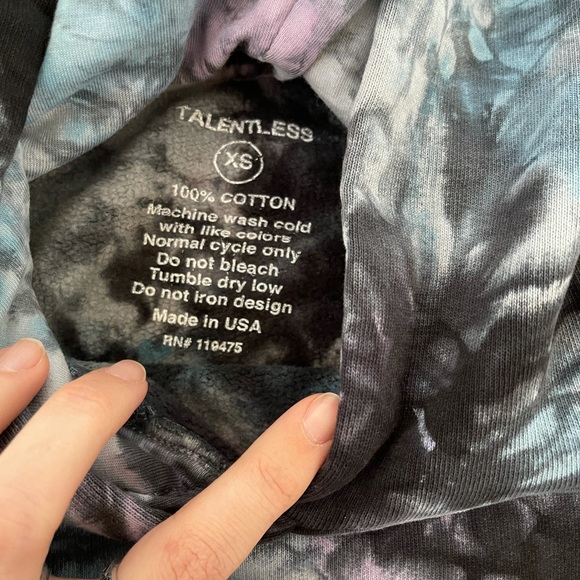 TALENTLESS
XS
100% COTTON
Machine wash cold
with like colors
Normal cycle only
Do not bleach
Tumble dry low
Do not iron design
Made in USA
RN# 119475